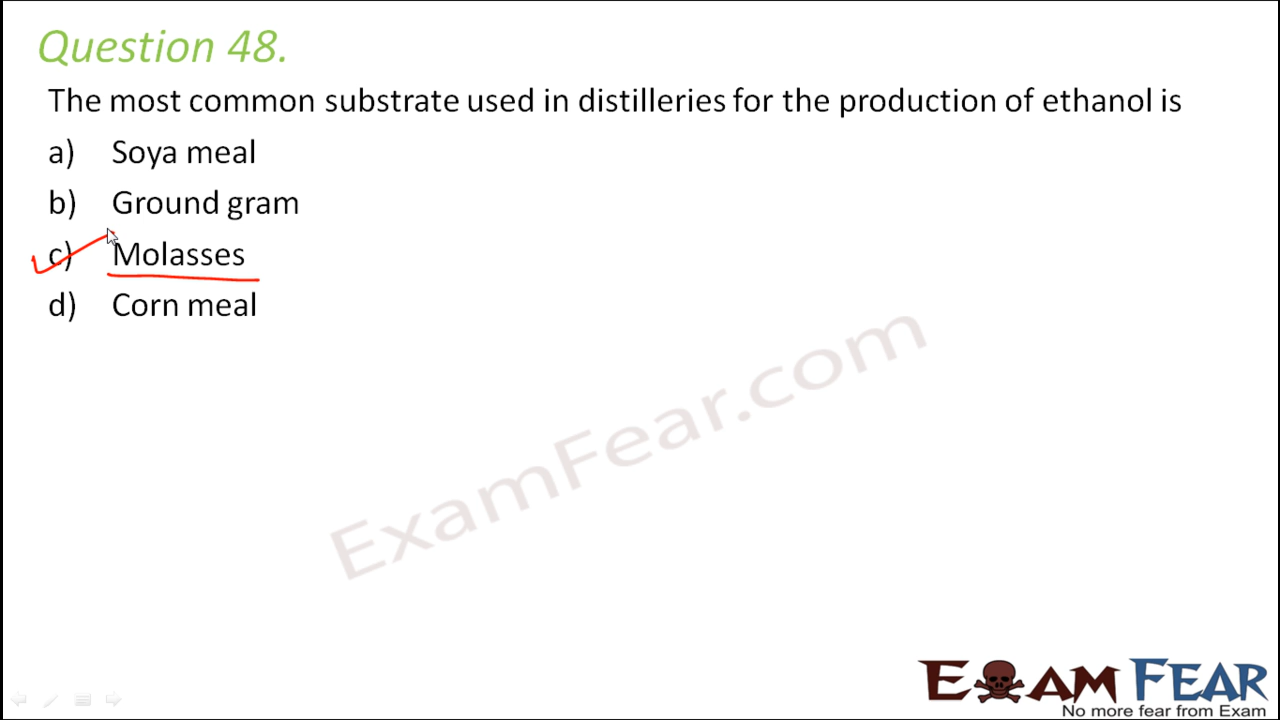 Question 48.
The most common substrate used in distilleries for the production of ethanol is
a) Soya meal
b) Ground gram
c) Molasses
d) Corn meal
ExamFear.com
EXAM FEAR
No more fear from Exam